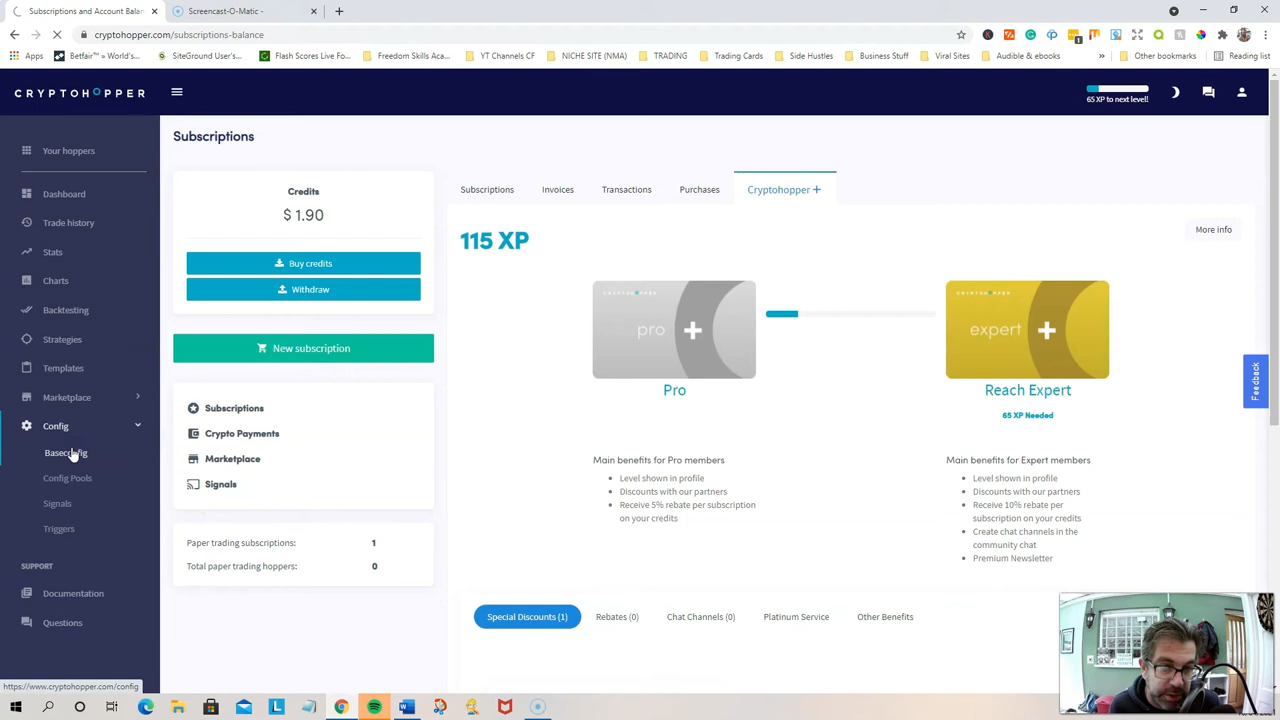 Subscriptions and Acount Balanc
Screencast-O-Matic -
cryptohopper.com/subscriptions-balance
Apps
Betfair™ » World's...
SiteGround User's...
Flash Scores Live Fo...
Freedom Skills Aca...
YT Channels CF
NICHE SITE (NMA)
TRADING
Trading Cards
Side Hustles
Business Stuff
Viral Sites
Audible & ebooks
Other bookmarks
Reading list
CRYPTOHOPPER
65 XP to next level!
Your hoppers
Dashboard
Trade history
Stats
Charts
Backtesting
Strategies
Templates
Marketplace
Config
Baseconfig
Config Pools
Signals
Triggers
SUPPORT
Documentation
Questions
https://www.cryptohopper.com/config
Subscriptions
Credits
$ 1.90
Buy credits
Withdraw
New subscription
Subscriptions
Crypto Payments
Marketplace
Signals
Paper trading subscriptions: 1
Total paper trading hoppers: 0
Subscriptions
Invoices
Transactions
Purchases
Cryptohopper +
115 XP
More info
CRYPTOHOPPER
pro
Pro
CRYPTOHOPPER
expert
Reach Expert
65 XP Needed
Main benefits for Pro members
Level shown in profile
Discounts with our partners
Receive 5% rebate per subscription
on your credits
Main benefits for Expert members
Level shown in profile
Discounts with our partners
Receive 10% rebate per
subscription on your credits
Create chat channels in the
community chat
Premium Newsletter
Special Discounts (1)
Rebates (0)
Chat Channels (0)
Platinum Service
Other Benefits
Feedback